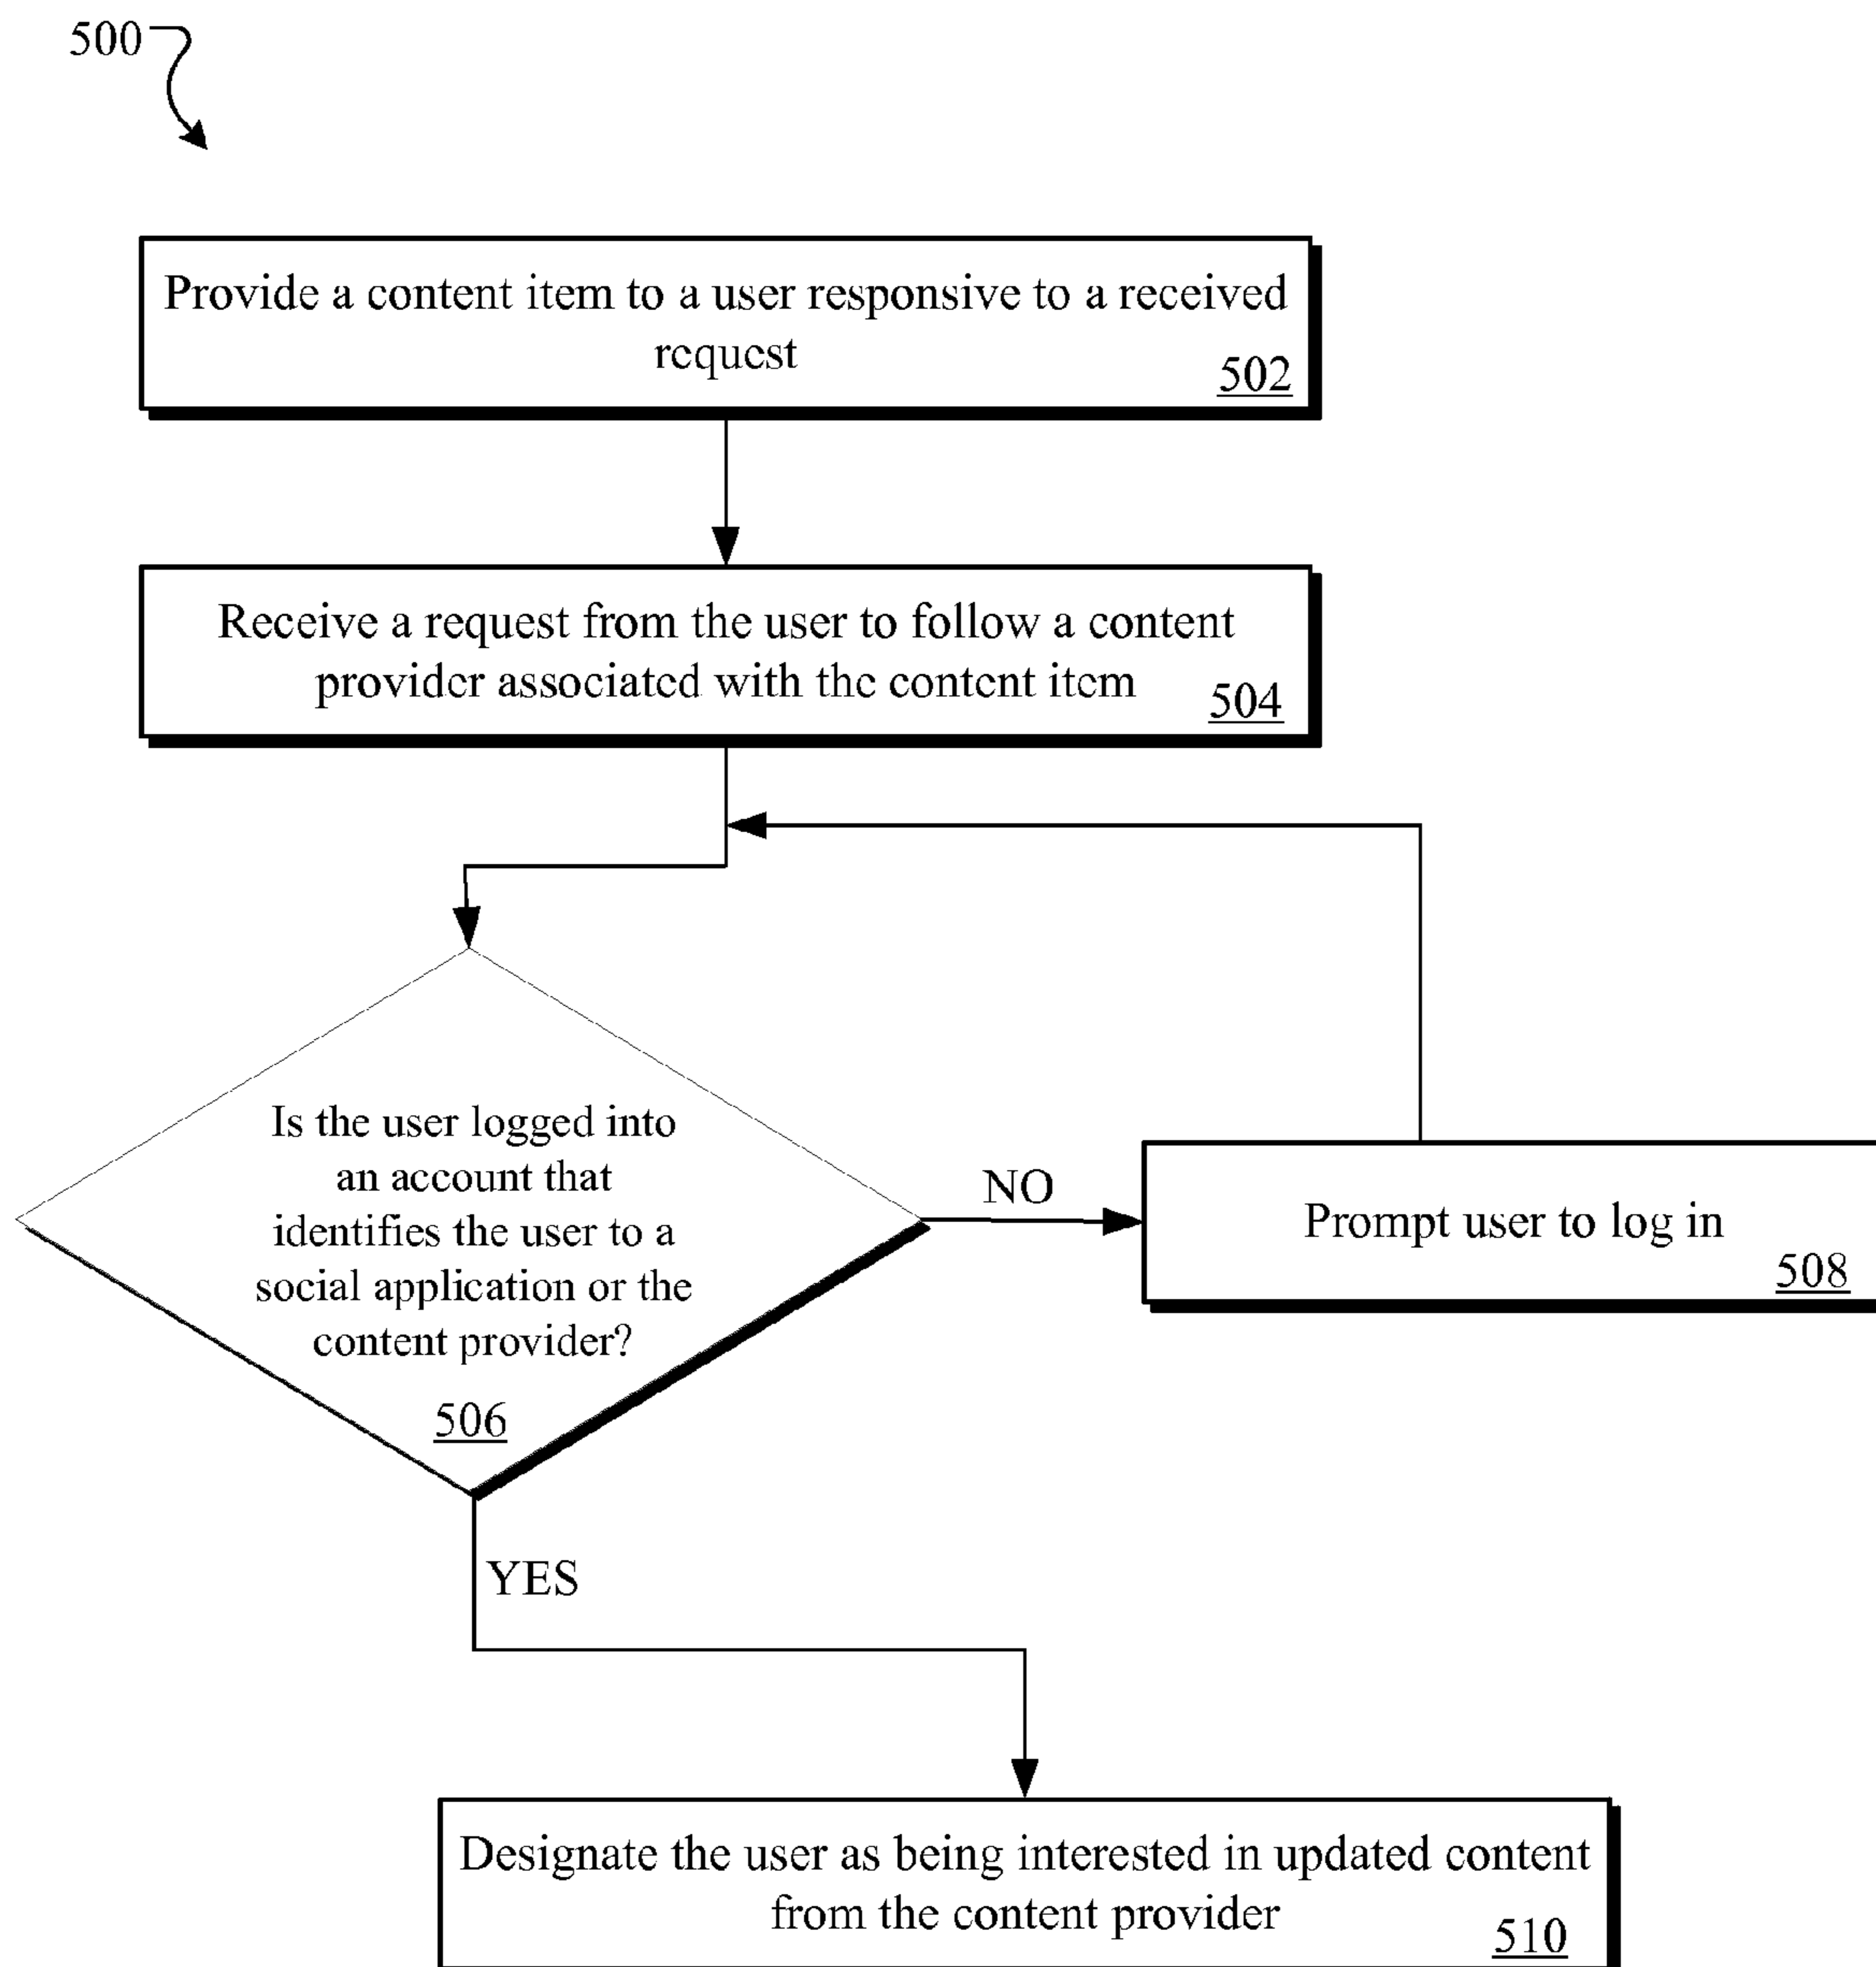 500
Provide a content item to a user responsive to a received
request
502
Receive a request from the user to follow a content
provider associated with the content item
504
Is the user logged into
an account that
identifies the user to a
social application or the
content provider?
506
NO
Prompt user to log in
508
YES
Designate the user as being interested in updated content
from the content provider
510